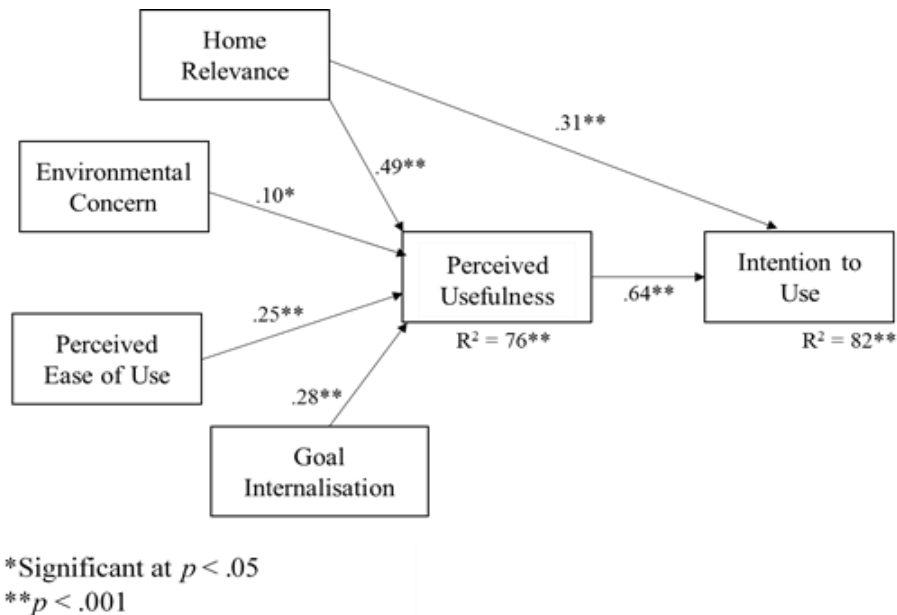 Home
Relevance
.31**
.49**
Environmental
Concern
.10*
Perceived
Usefulness
R² = 76**
.64**
Intention to
Use
R² = 82**
.25**
Perceived
Ease of Use
.28**
Goal
Internalisation
*Significant at p < .05
**p < .001